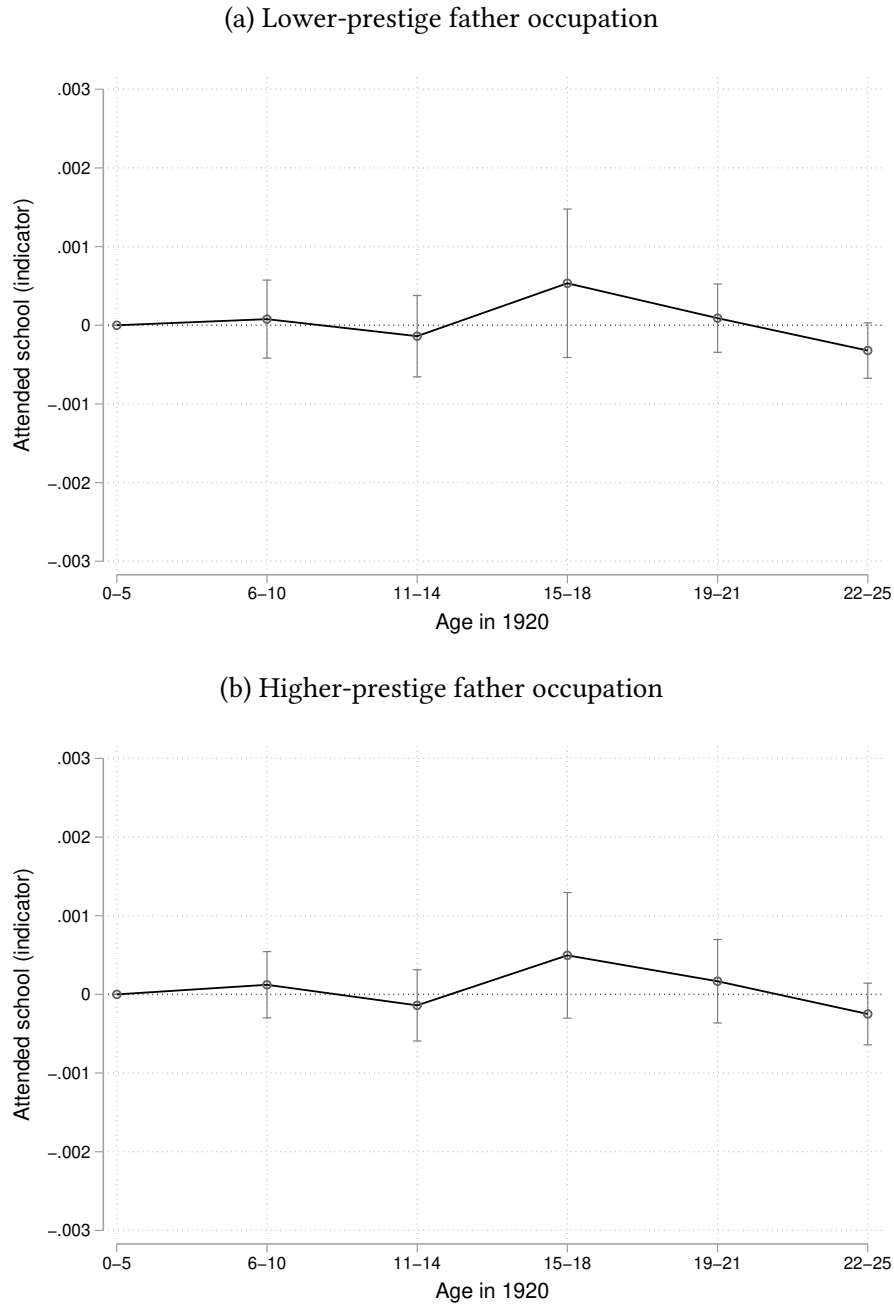 (a) Lower-prestige father occupation
.003
.002
.001
0
−.001
−.002
−.003
Attended school (indicator)
0−5 6−10 11−14 15−18 19−21 22−25
Age in 1920
(b) Higher-prestige father occupation
.003
.002
.001
0
−.001
−.002
−.003
Attended school (indicator)
0−5 6−10 11−14 15−18 19−21 22−25
Age in 1920